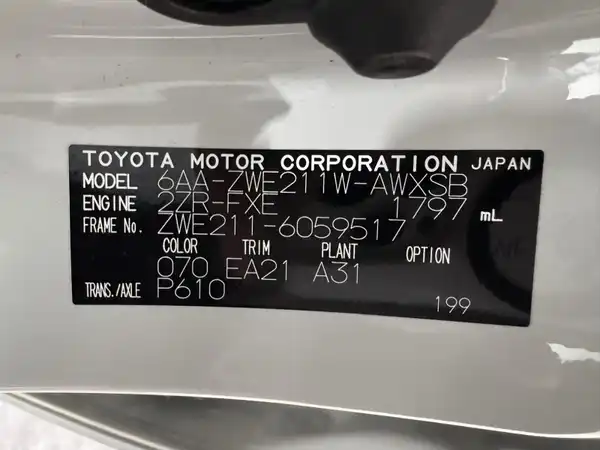 TOYOTA MOTOR CORPORATION JAPAN
MODEL 6AA-ZWE211W-AWXSB
ENGINE 2ZR-FXE 1797 mL
FRAME No. ZWE211-6059517
COLOR TRIM PLANT OPTION
070 EA21 A31
TRANS./AXLE P610
199